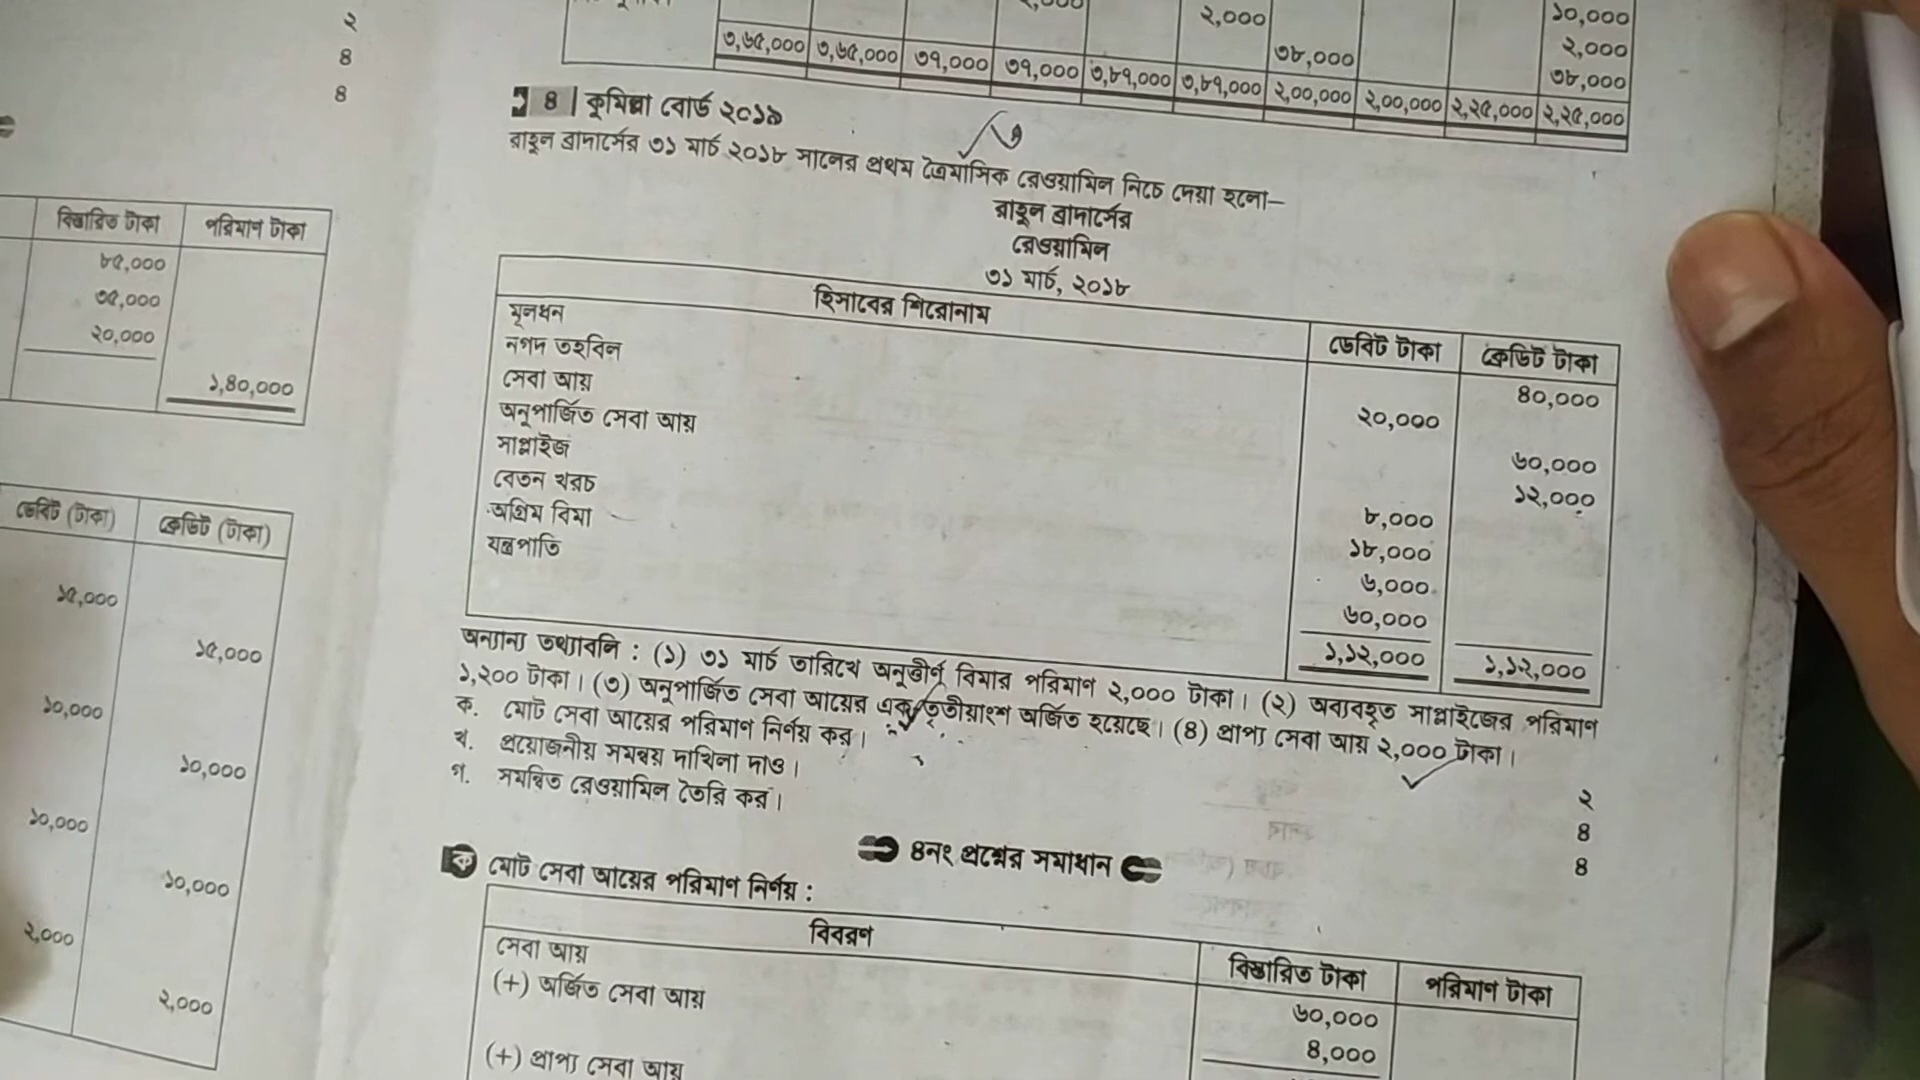 ২
৪
৪
বিস্তারিত টাকা পরিমাণ টাকা
৮৫,০০০
৩৫,০০০
২০,০০০
১,৪০,০০০
ডেবিট (টাকা) ক্রেডিট (টাকা)
১৫,০০০
১৫,০০০
১০,০০০
১০,০০০
১০,০০০
১০,০০০
২,০০০
২,০০০
২,০০০ ১০,০০০
২,০০০
৩৮,০০০ ৩৮,০০০
৩,৬৫,০০০ ৩,৬৫,০০০ ৩৭,০০০ ৩৭,০০০ ৩,৮৭,০০০ ৩,৮৭,০০০ ২,০০,০০০ ২,০০,০০০ ২,২৫,০০০ ২,২৫,০০০
৪ | কুমিল্লা বোর্ড ২০১৯
রাহুল ব্রাদার্সের ৩১ মার্চ ২০১৮ সালের প্রথম ত্রৈমাসিক রেওয়ামিল নিচে দেয়া হলো—
রাহুল ব্রাদার্সের
রেওয়ামিল
৩১ মার্চ, ২০১৮
হিসাবের শিরোনাম ডেবিট টাকা ক্রেডিট টাকা
মূলধন ৪০,০০০
নগদ তহবিল ২০,০০০
সেবা আয় ৬০,০০০
অনুপার্জিত সেবা আয় ১২,০০০
সাপ্লাইজ ৮,০০০
বেতন খরচ ১৮,০০০
অগ্রিম বিমা ৬,০০০
যন্ত্রপাতি ৬০,০০০
১,১২,০০০ ১,১২,০০০
অন্যান্য তথ্যাবলি : (১) ৩১ মার্চ তারিখে অনুত্তীর্ণ বিমার পরিমাণ ২,০০০ টাকা। (২) অব্যবহৃত সাপ্লাইজের পরিমাণ
১,২০০ টাকা। (৩) অনুপার্জিত সেবা আয়ের এক তৃতীয়াংশ অর্জিত হয়েছে। (৪) প্রাপ্য সেবা আয় ২,০০০ টাকা।
ক. মোট সেবা আয়ের পরিমাণ নির্ণয় কর। ২
খ. প্রয়োজনীয় সমন্বয় দাখিলা দাও। ৪
গ. সমন্বিত রেওয়ামিল তৈরি কর। ৪
৪নং প্রশ্নের সমাধান
ক মোট সেবা আয়ের পরিমাণ নির্ণয় :
বিবরণ বিস্তারিত টাকা পরিমাণ টাকা
সেবা আয় ৬০,০০০
(+) অর্জিত সেবা আয় ৪,০০০
(+) প্রাপ্য সেবা আয়